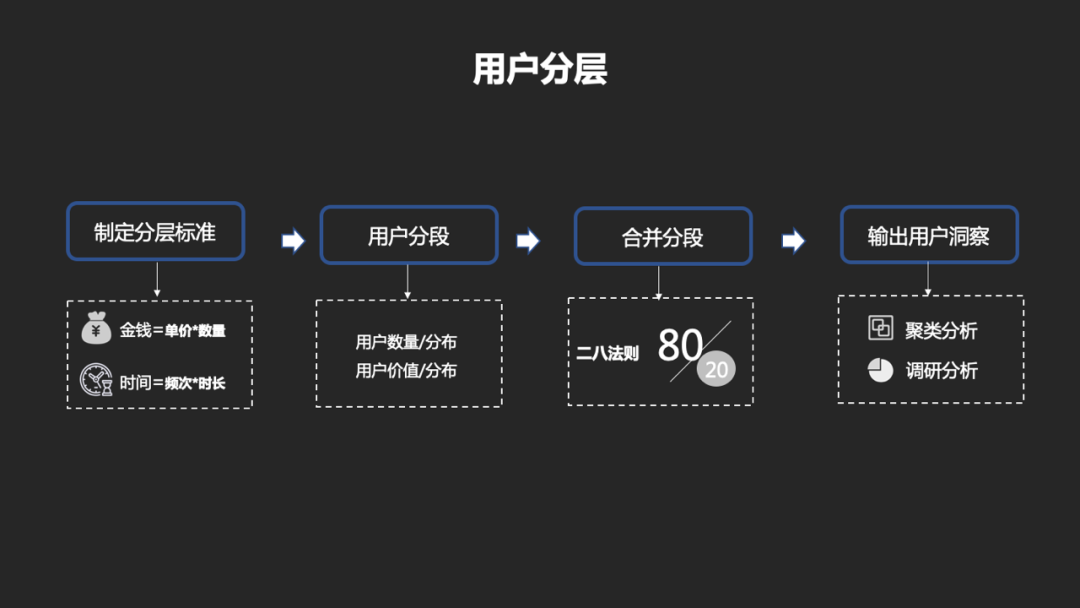 用户分层
制定分层标准
用户分段
合并分段
输出用户洞察
¥
金钱=单价*数量
时间=频次*时长
用户数量/分布
用户价值/分布
二八法则
80
20
聚类分析
调研分析